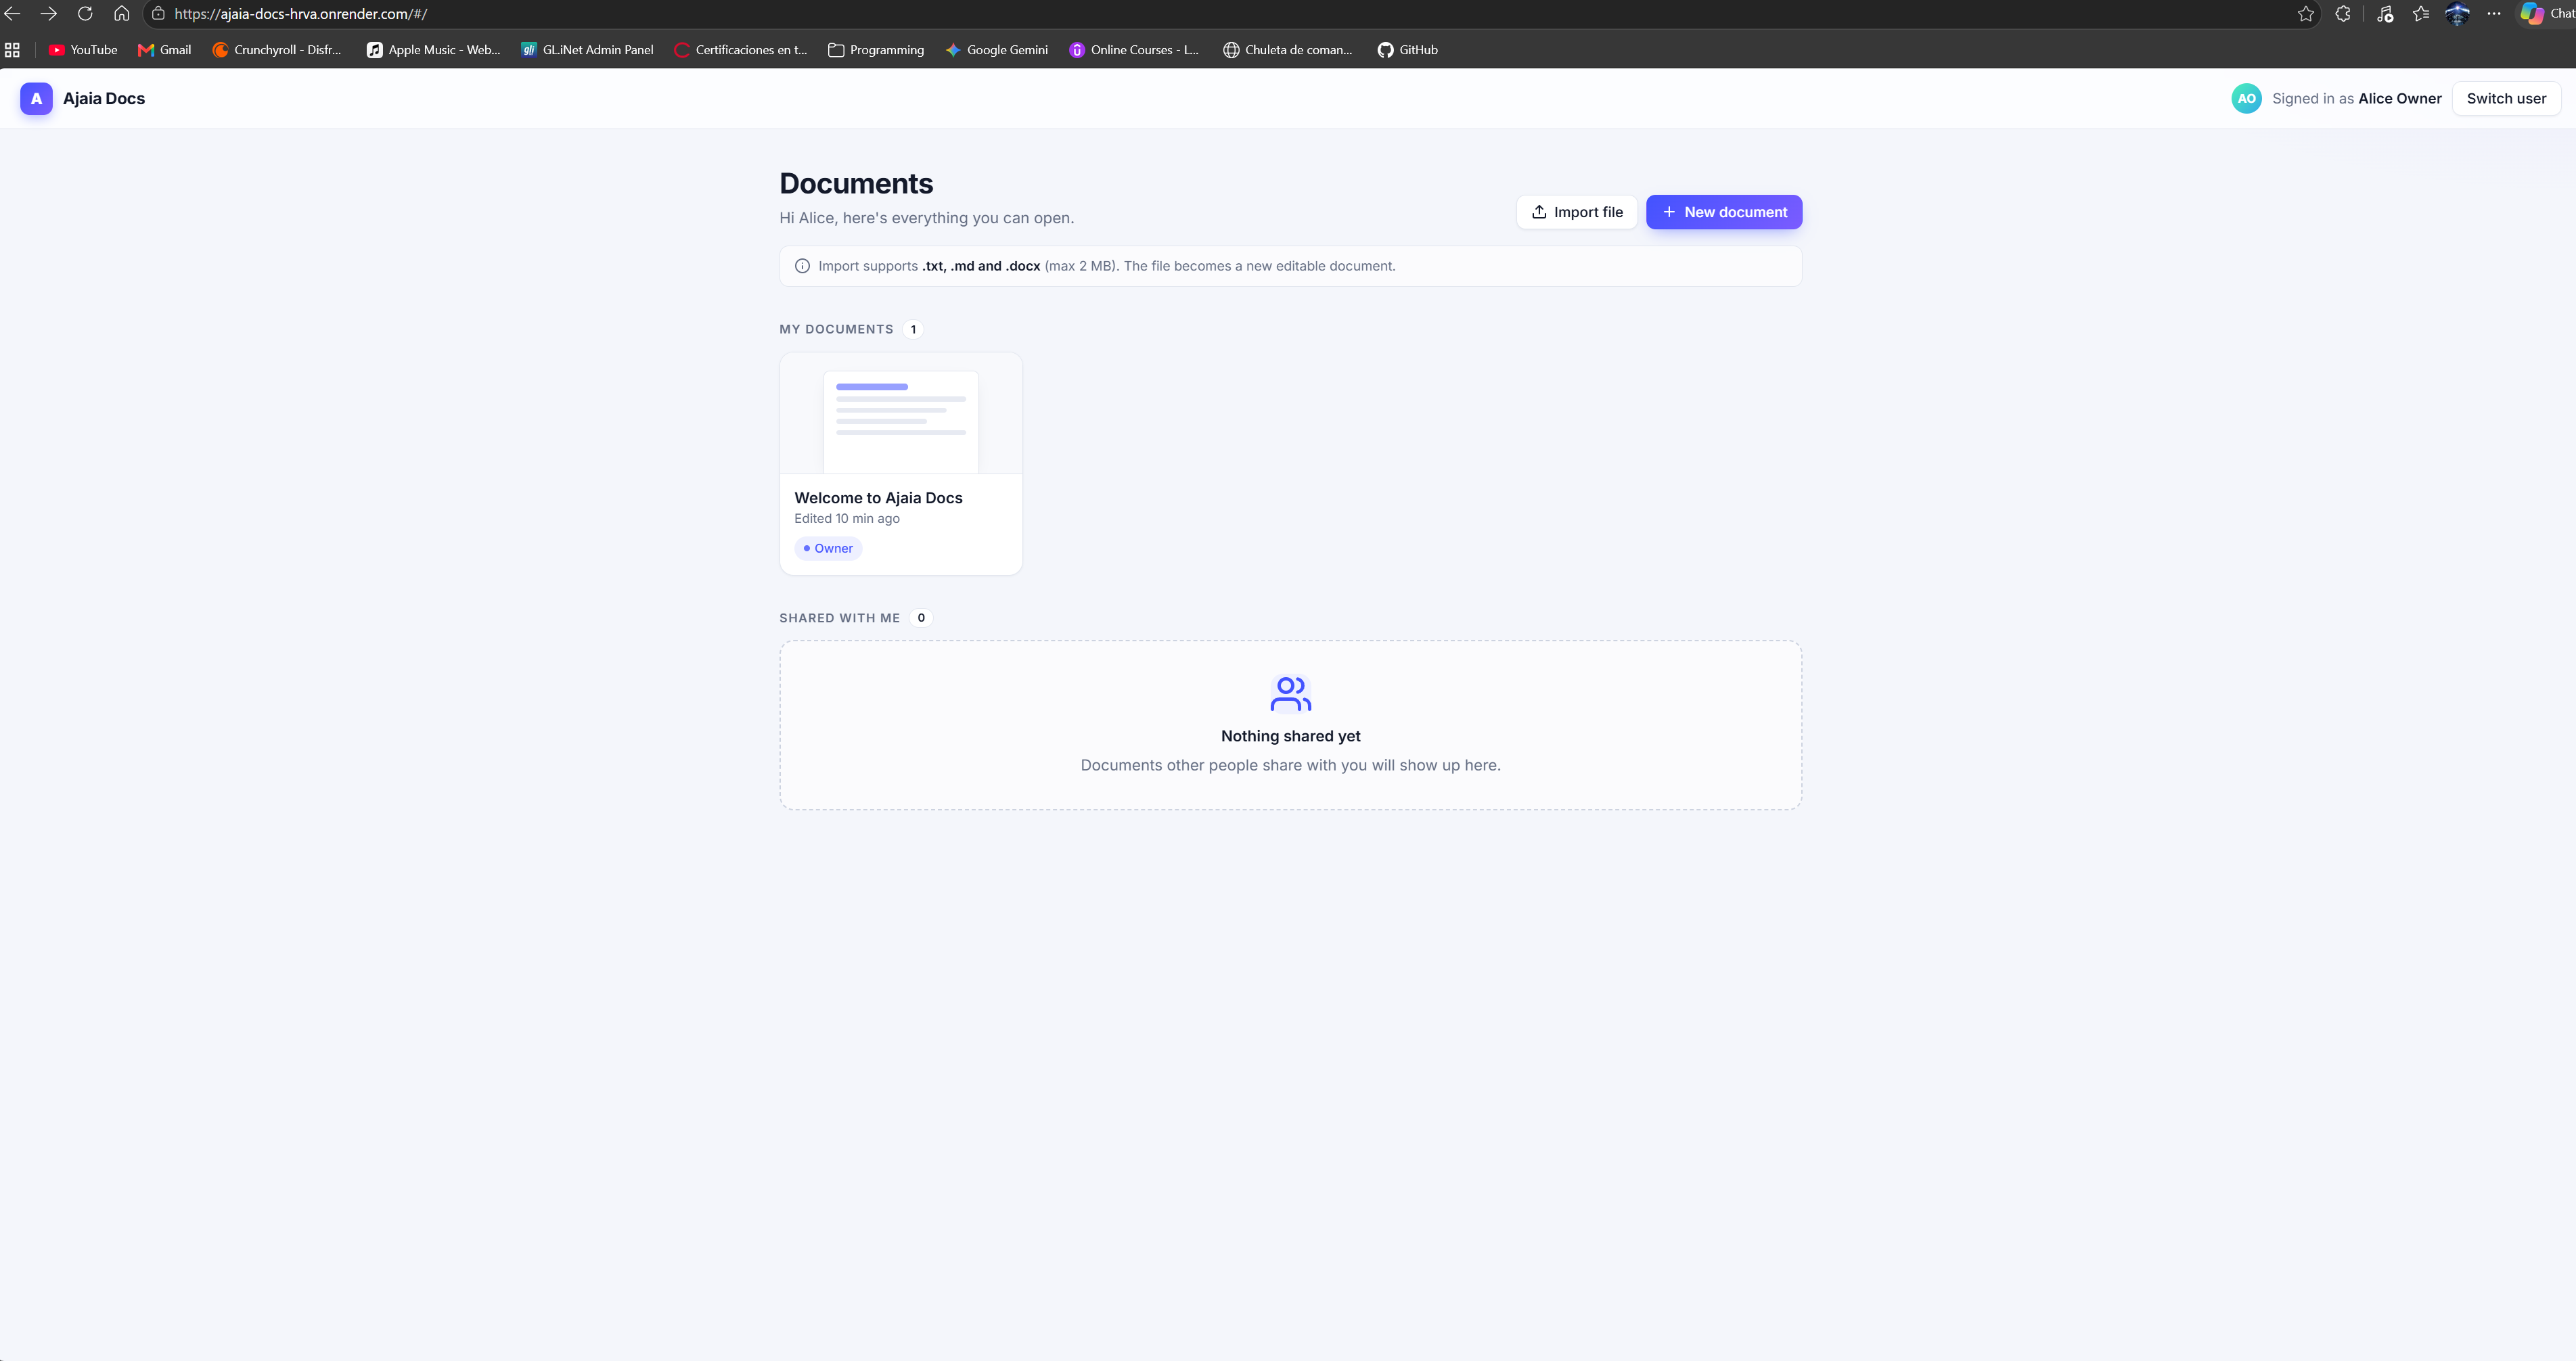 https://ajaia-docs-hrva.onrender.com/#/
Chat
YouTube
Gmail
Crunchyroll - Disfr...
Apple Music - Web...
gli GLiNet Admin Panel
Certificaciones en t...
Programming
Google Gemini
Online Courses - L...
Chuleta de coman...
GitHub
A Ajaia Docs
AO Signed in as Alice Owner
Switch user
Documents
Hi Alice, here's everything you can open.
Import file
+ New document
Import supports .txt, .md and .docx (max 2 MB). The file becomes a new editable document.
MY DOCUMENTS 1
Welcome to Ajaia Docs
Edited 10 min ago
Owner
SHARED WITH ME 0
Nothing shared yet
Documents other people share with you will show up here.